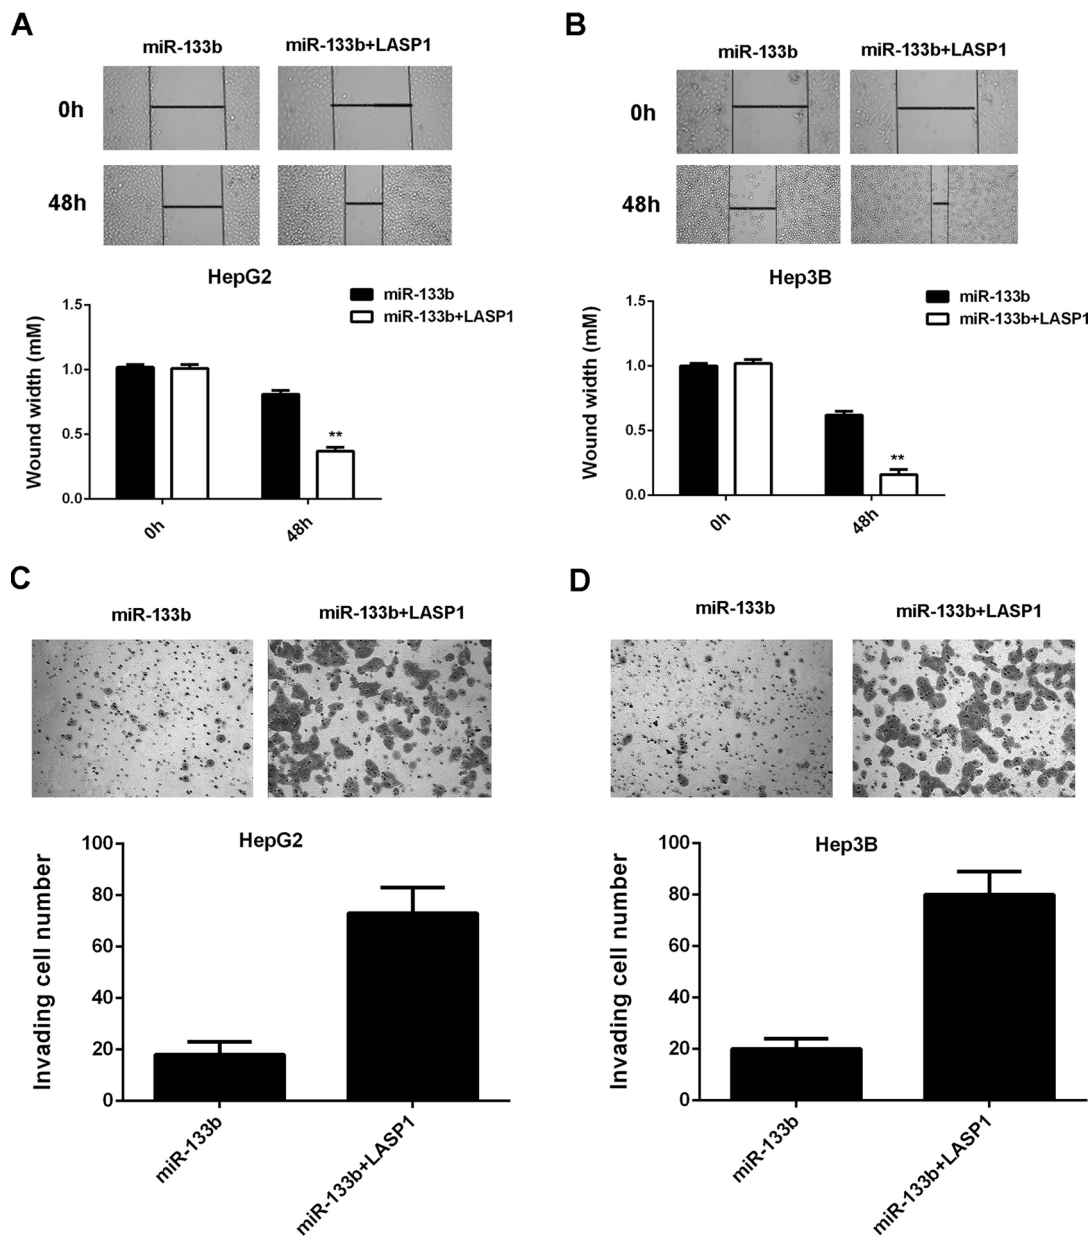 A
miR-133b miR-133b+LASP1
0h
48h
HepG2
miR-133b
miR-133b+LASP1
Wound width (mM)
1.5
1.0
0.5
0.0
**
0h 48h
B
miR-133b miR-133b+LASP1
0h
48h
Hep3B
miR-133b
miR-133b+LASP1
Wound width (mM)
1.5
1.0
0.5
0.0
**
0h 48h
C
miR-133b miR-133b+LASP1
HepG2
Invading cell number
100
80
60
40
20
0
miR-133b miR-133b+LASP1
D
miR-133b miR-133b+LASP1
Hep3B
Invading cell number
100
80
60
40
20
0
miR-133b miR-133b+LASP1